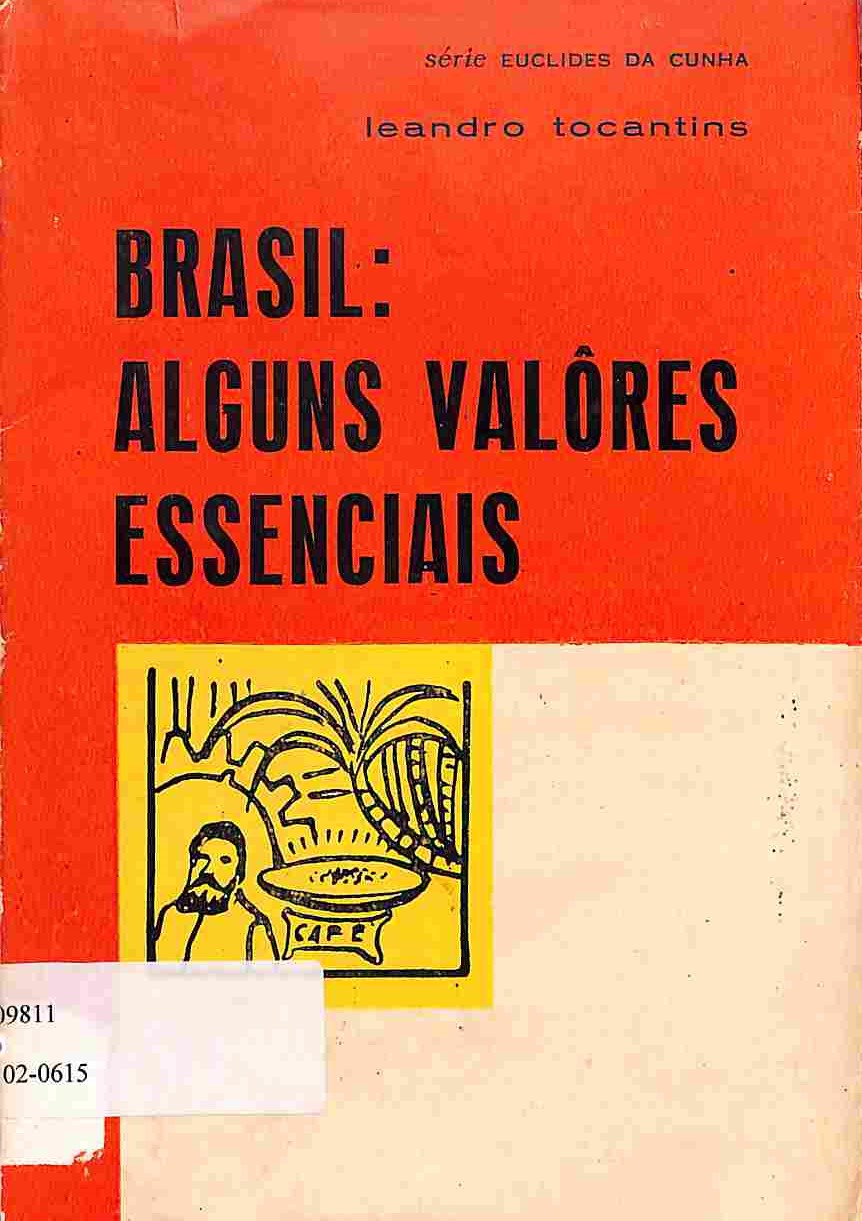 série EUCLIDES DA CUNHA
leandro tocantins
BRASIL:
ALGUNS VALÔRES
ESSENCIAIS
CAFÉ
9811
02-0615